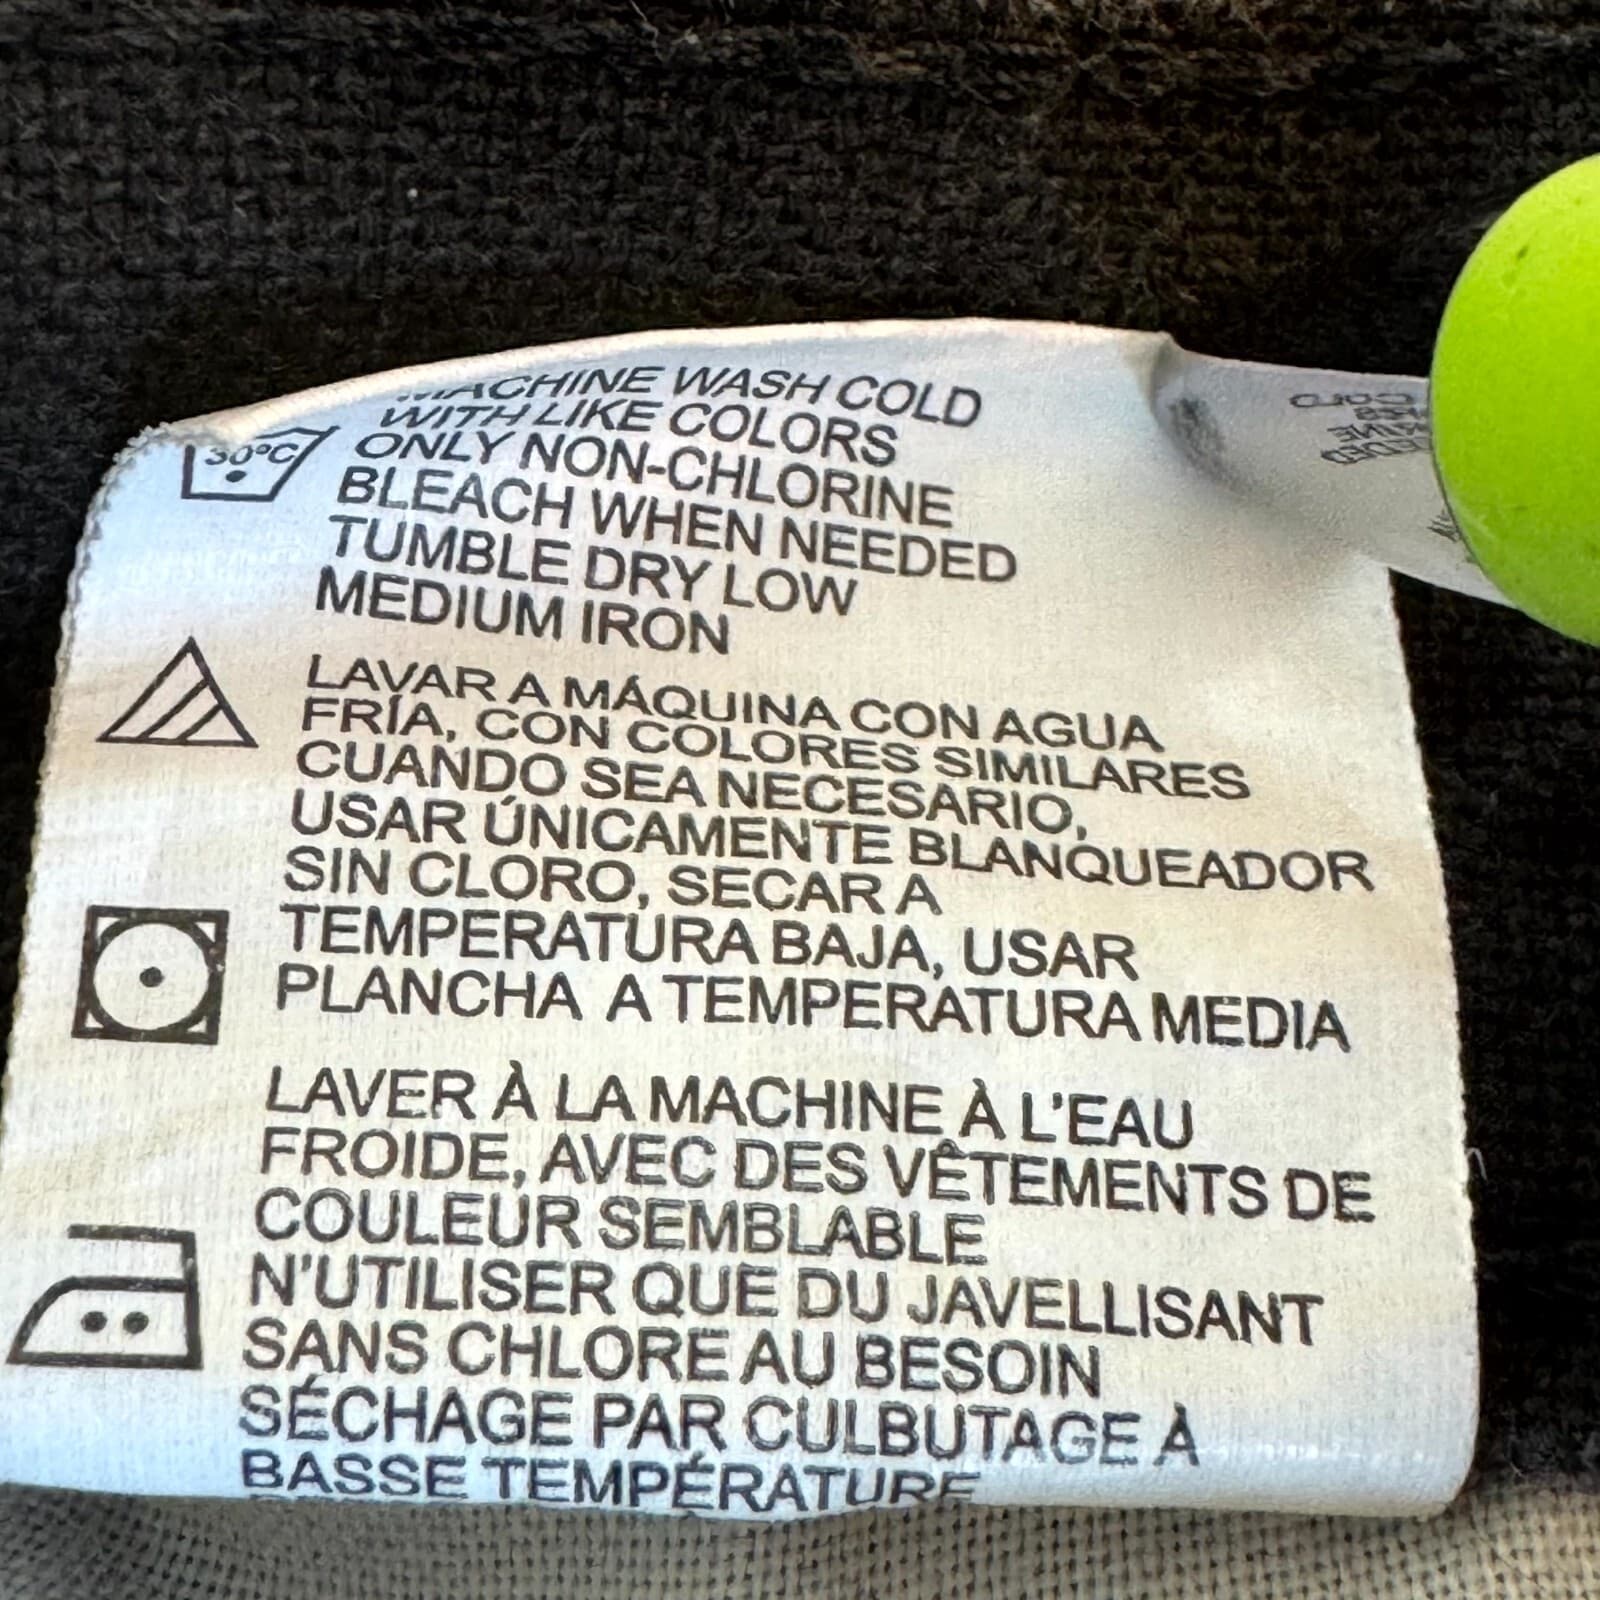 MACHINE WASH COLD
WITH LIKE COLORS
ONLY NON-CHLORINE
BLEACH WHEN NEEDED
TUMBLE DRY LOW
MEDIUM IRON
30°C
LAVAR A MÁQUINA CON AGUA
FRÍA, CON COLORES SIMILARES
CUANDO SEA NECESARIO,
USAR ÚNICAMENTE BLANQUEADOR
SIN CLORO, SECAR A
TEMPERATURA BAJA, USAR
PLANCHA A TEMPERATURA MEDIA
LAVER À LA MACHINE À L'EAU
FROIDE, AVEC DES VÊTEMENTS DE
COULEUR SEMBLABLE
N'UTILISER QUE DU JAVELLISANT
SANS CHLORE AU BESOIN
SÉCHAGE PAR CULBUTAGE À
BASSE TEMPÉRATURE